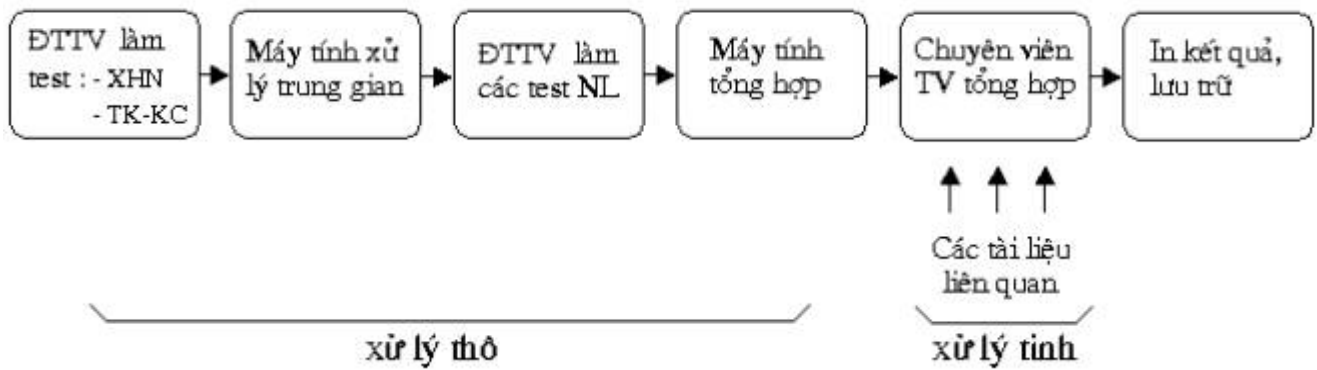 ĐTTV làm
test : - XHN
- TK-KC
Máy tính xử
lý trung gian
ĐTTV làm
các test NL
Máy tính
tổng hợp
Chuyên viên
TV tổng hợp
In kết quả,
lưu trữ
Các tài liệu
liên quan
xử lý thô
xử lý tinh